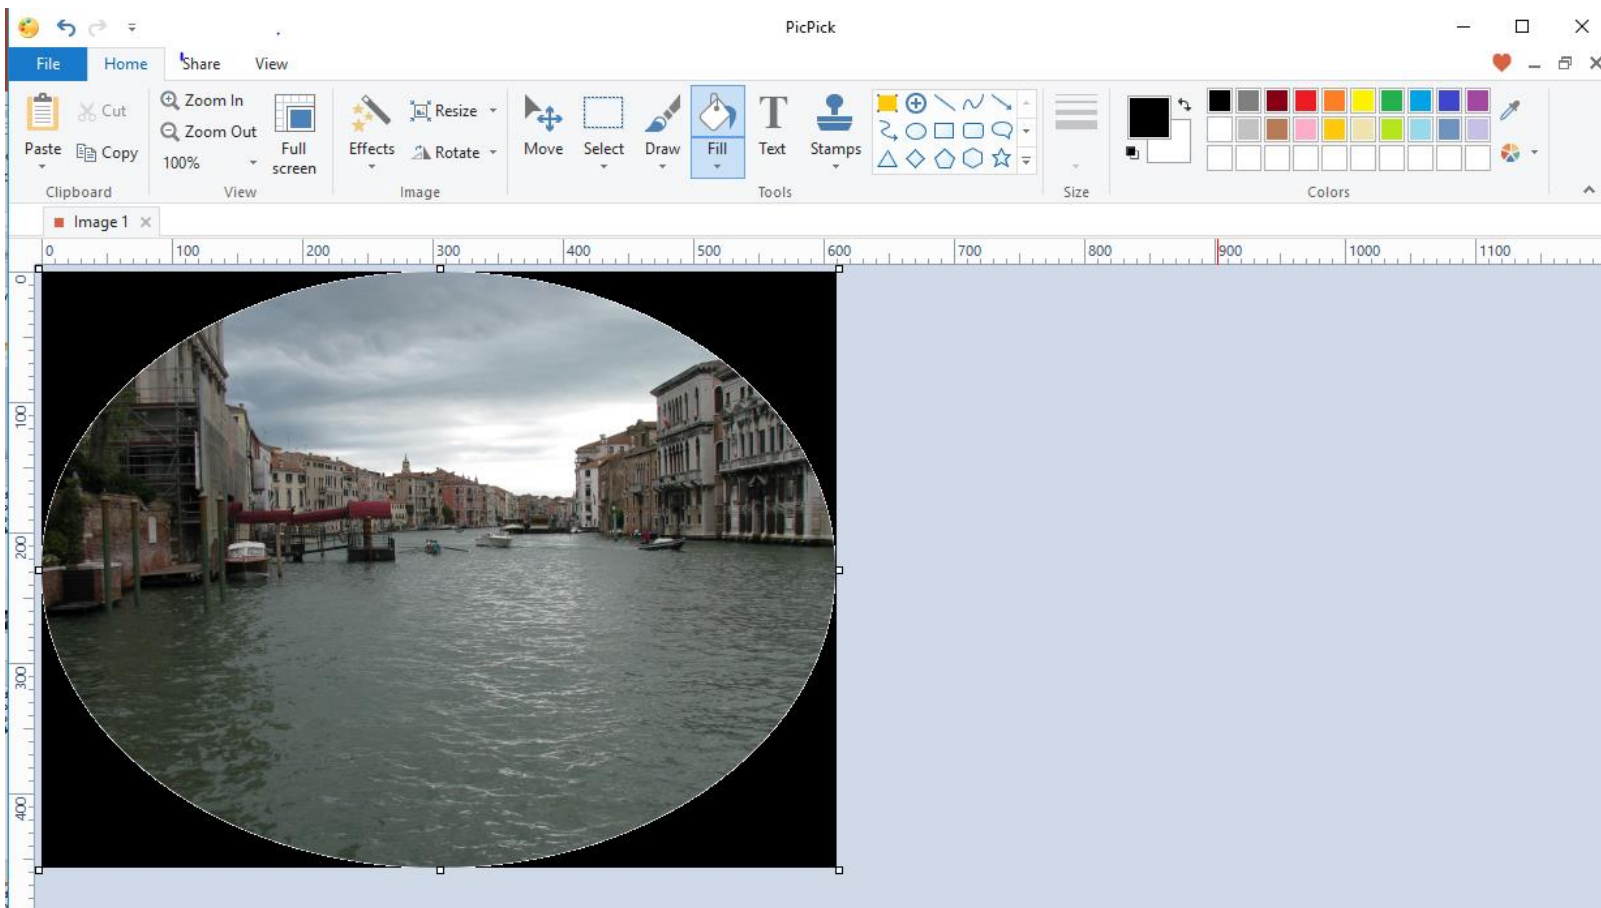 PicPick
File Home Share View
Paste Cut Copy Zoom In Zoom Out 100% Full screen Effects Resize Rotate Move Select Draw Fill Text Stamps
Clipboard View Image Tools Size Colors
Image 1
0 100 200 300 400 500 600 700 800 900 1000 1100
0
100
200
300
400